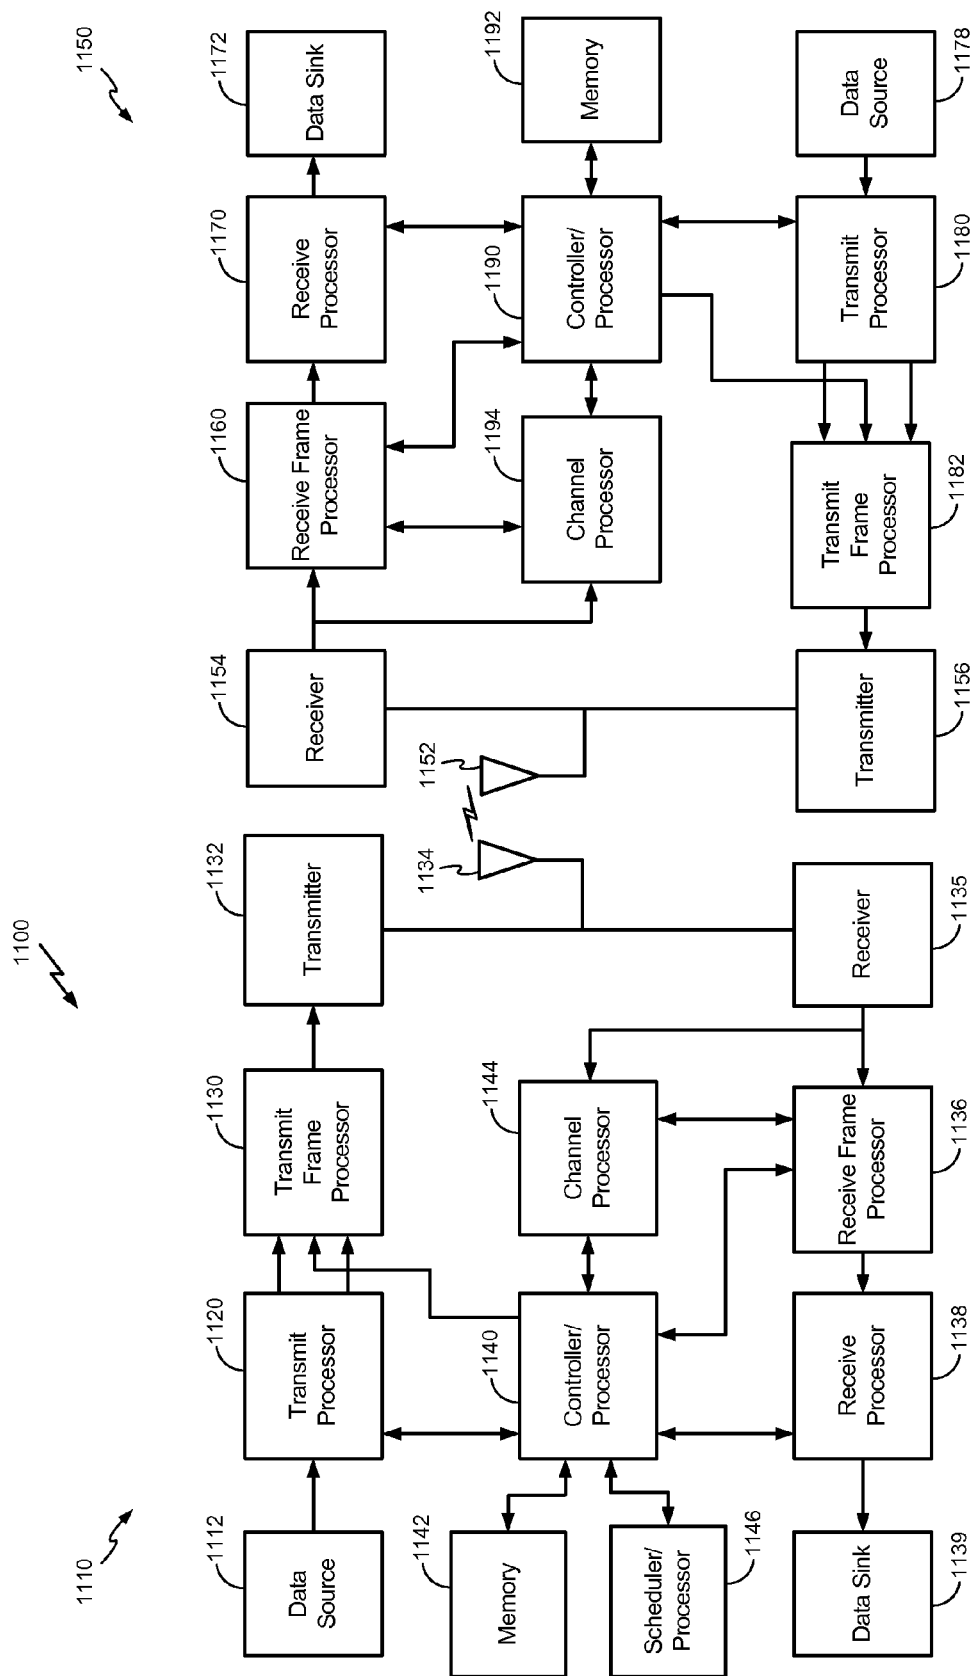 1100
1110
1150
1112
Data
Source
1120
Transmit
Processor
1130
Transmit
Frame
Processor
1132
Transmitter
1154
Receiver
1160
Receive Frame
Processor
1170
Receive
Processor
1172
Data Sink
1142
Memory
1146
Scheduler/
Processor
1140
Controller/
Processor
1144
Channel
Processor
1134
1152
1194
Channel
Processor
1190
Controller/
Processor
1192
Memory
Data Sink
1139
Receive
Processor
1138
Receive Frame
Processor
1136
Receiver
1135
Transmitter
1156
Transmit
Frame
Processor
1182
Transmit
Processor
1180
Data
Source
1178